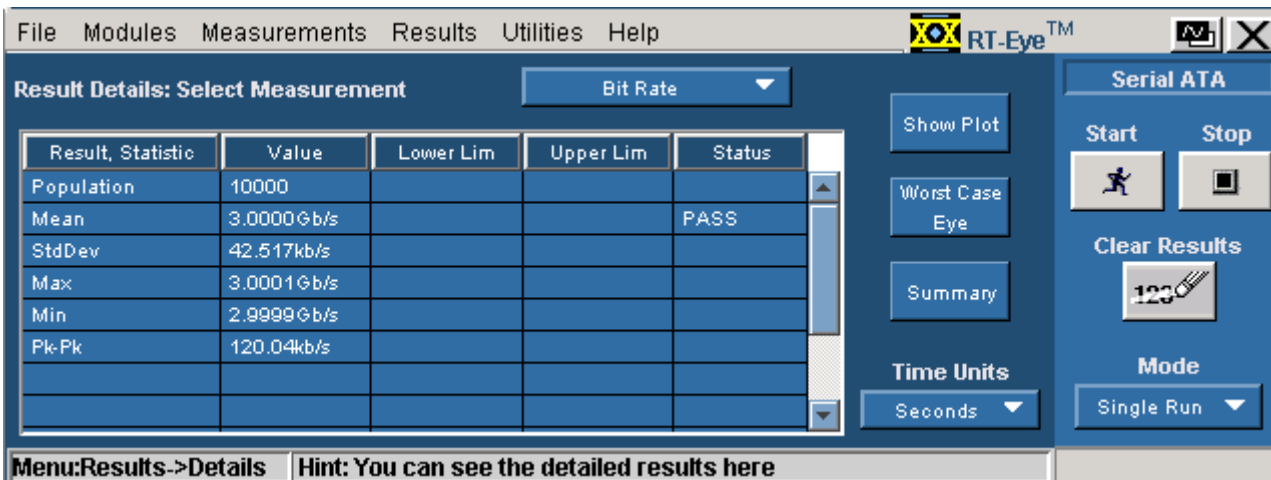 File Modules Measurements Results Utilities Help XOX RT-Eye™
Result Details: Select Measurement Bit Rate
Result, Statistic Value Lower Lim Upper Lim Status
Population 10000
Mean 3.0000Gb/s PASS
StdDev 42.517kb/s
Max 3.0001Gb/s
Min 2.9999Gb/s
Pk-Pk 120.04kb/s
Show Plot
Worst Case
Eye
Summary
Time Units
Seconds
Serial ATA
Start Stop
Clear Results
123
Mode
Single Run
Menu:Results->Details Hint: You can see the detailed results here